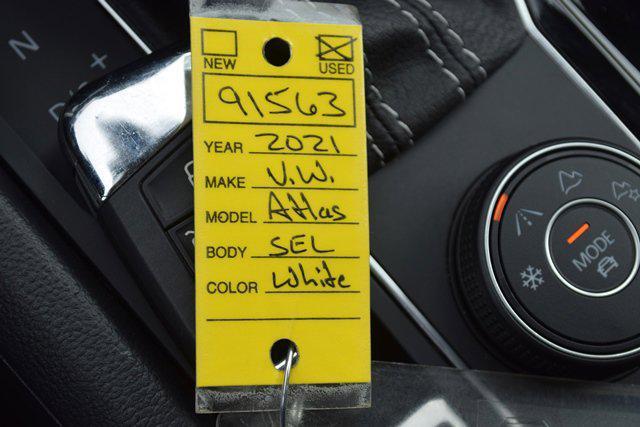 NEW USED
91563
YEAR 2021
MAKE V.W.
MODEL Atlas
BODY SEL
COLOR White
N
+
MODE